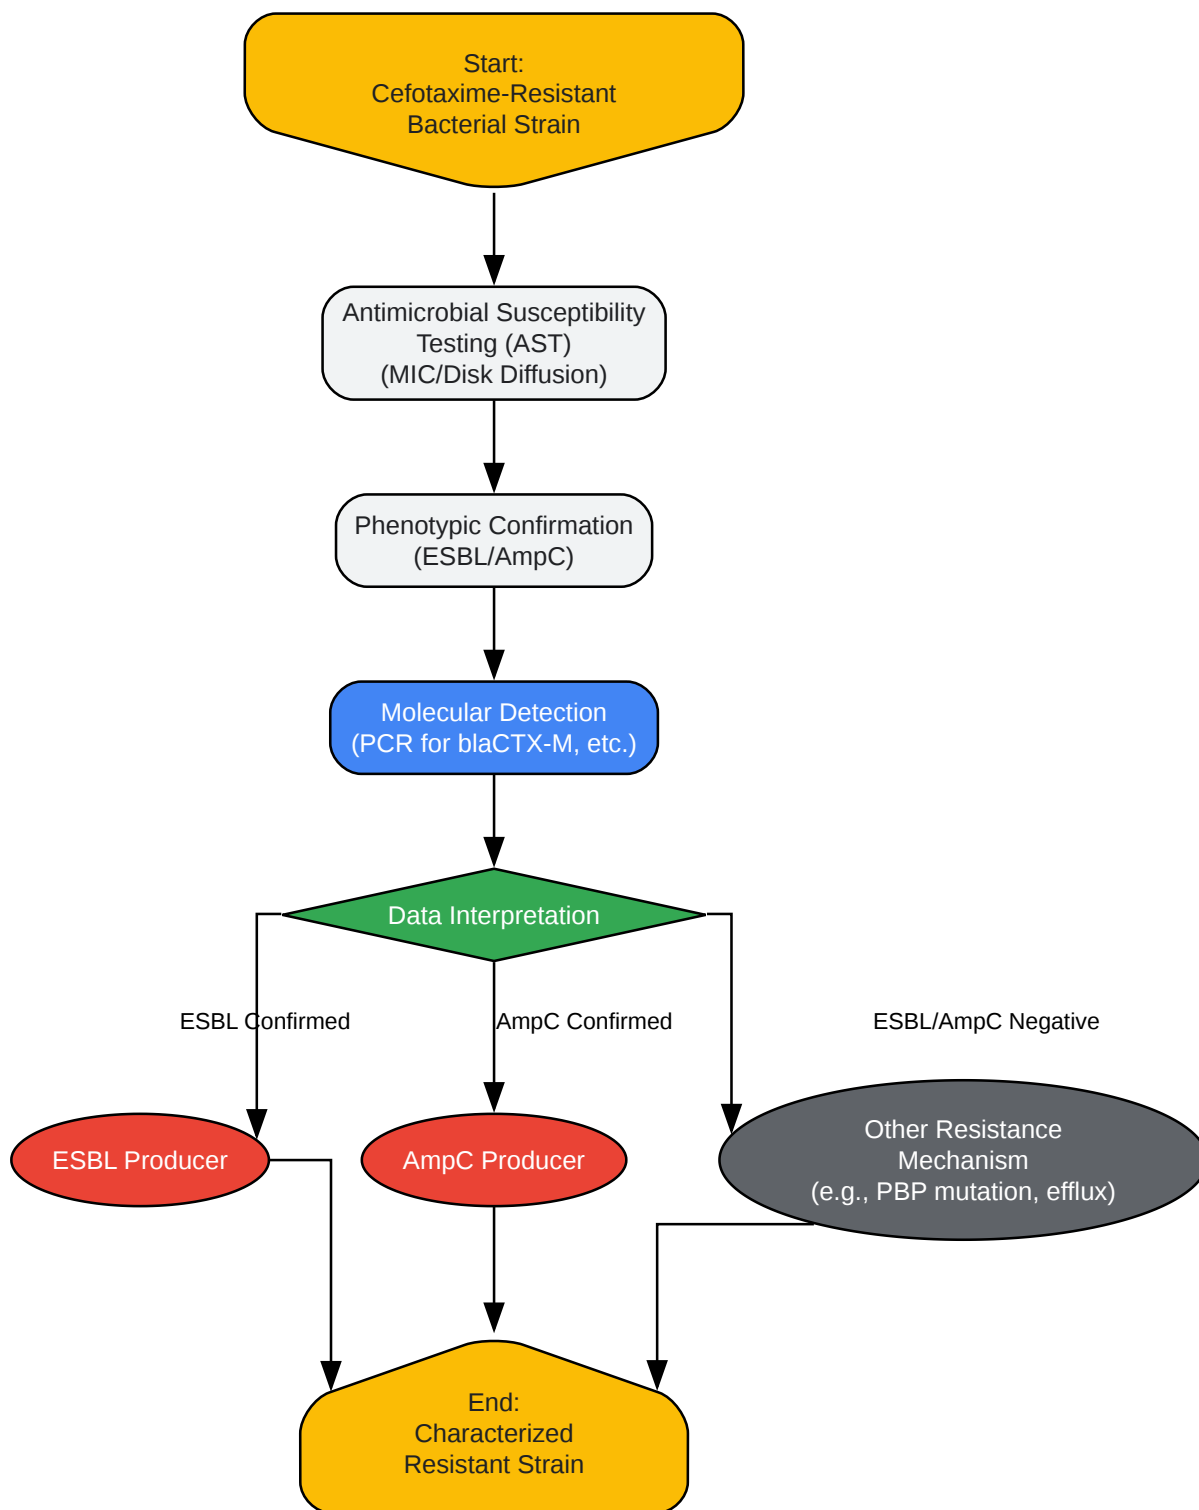 Start:
Cefotaxime-Resistant
Bacterial Strain
Antimicrobial Susceptibility
Testing (AST)
(MIC/Disk Diffusion)
Phenotypic Confirmation
(ESBL/AmpC)
Molecular Detection
(PCR for blaCTX-M, etc.)
Data Interpretation
ESBL Confirmed
AmpC Confirmed
ESBL/AmpC Negative
ESBL Producer
AmpC Producer
Other Resistance
Mechanism
(e.g., PBP mutation, efflux)
End:
Characterized
Resistant Strain